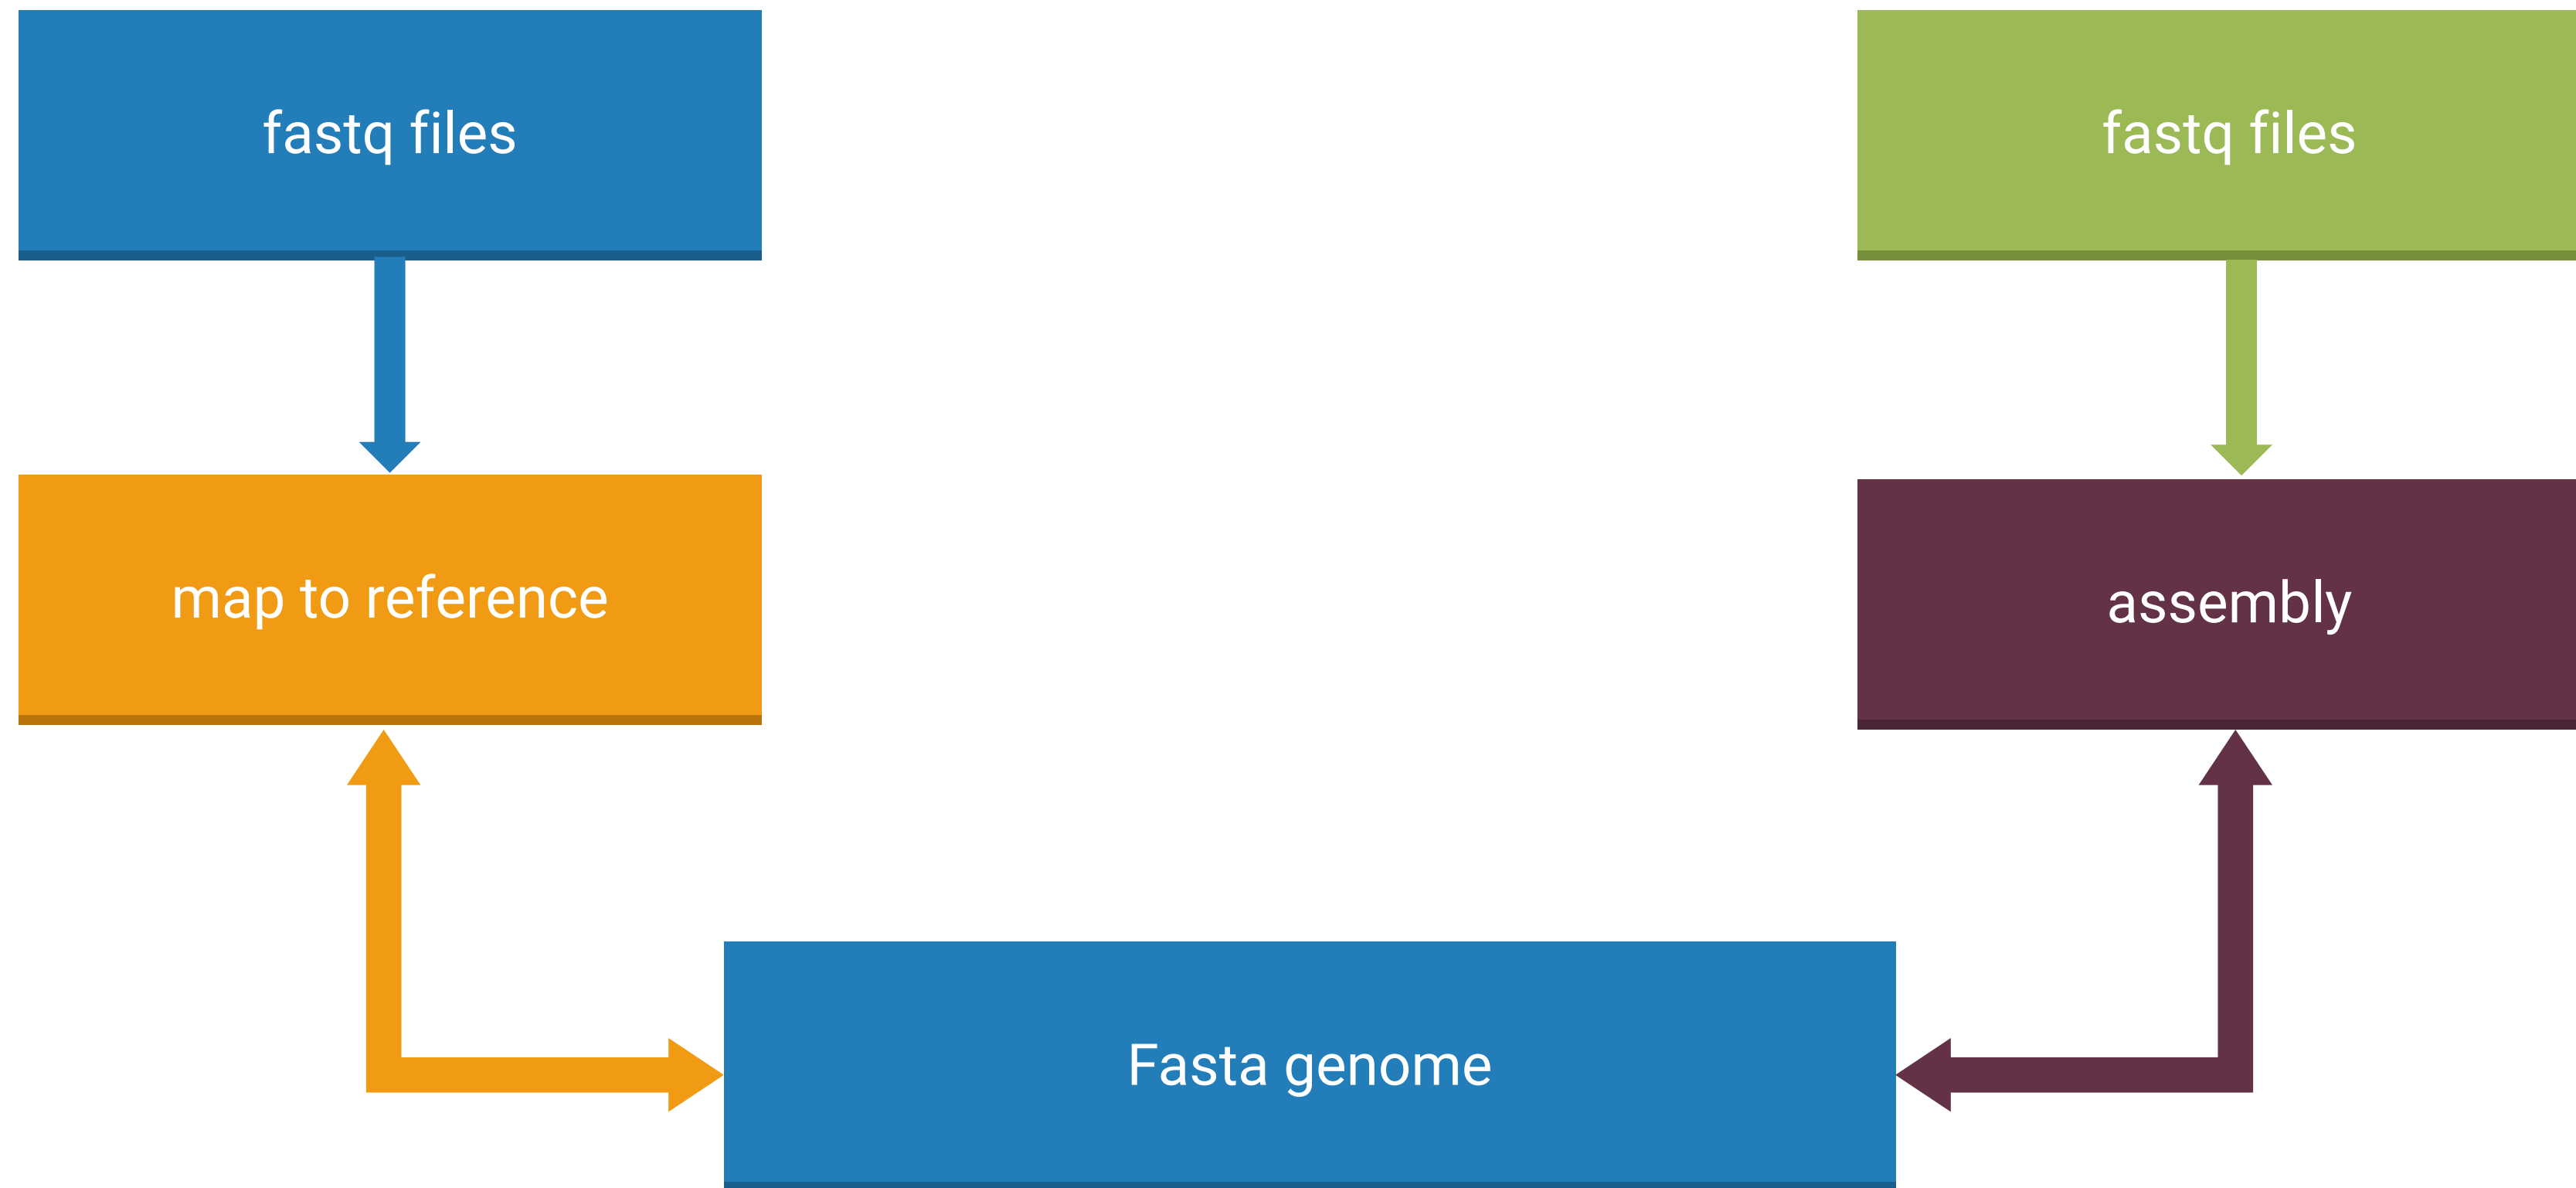 fastq files
fastq files
map to reference
assembly
Fasta genome